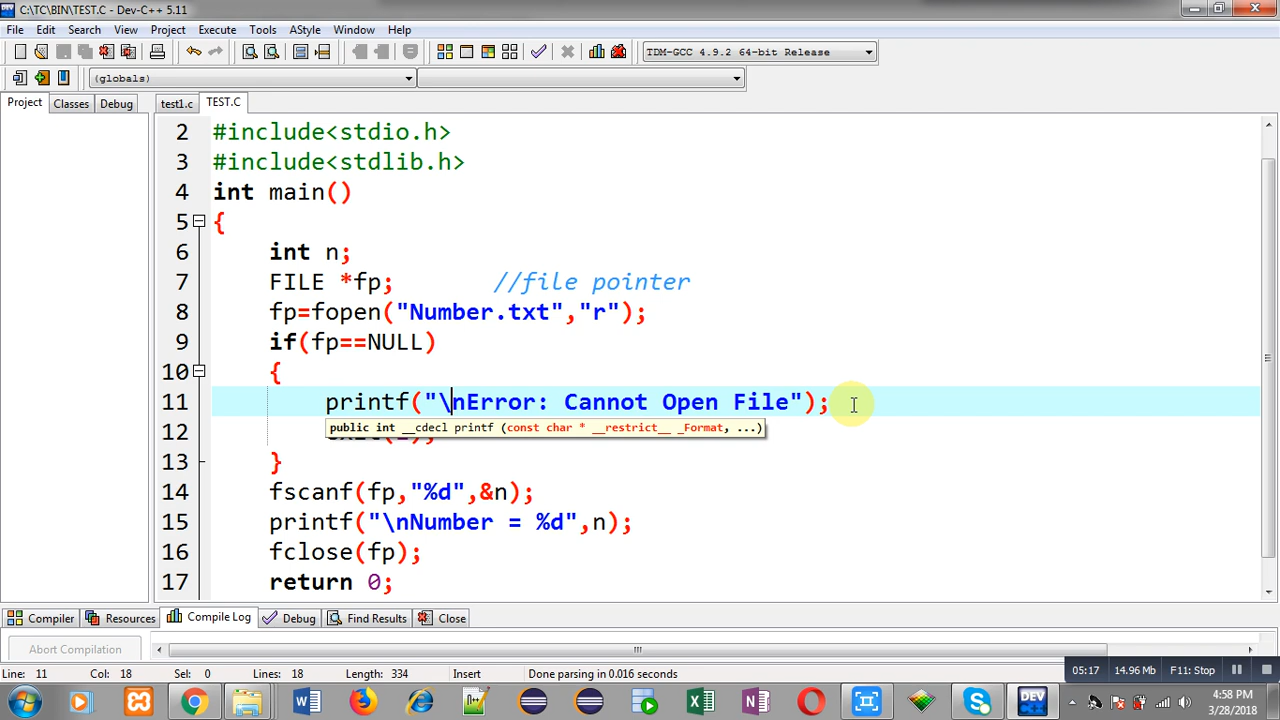 C:\TC\BIN\TEST.C - Dev-C++ 5.11
File Edit Search View Project Execute Tools AStyle Window Help
TDM-GCC 4.9.2 64-bit Release
(globals)
Project Classes Debug test1.c TEST.C
2 #include<stdio.h>
3 #include<stdlib.h>
4 int main()
5 {
6 int n;
7 FILE *fp; //file pointer
8 fp=fopen("Number.txt","r");
9 if(fp==NULL)
10 {
11 printf("\nError: Cannot Open File");
public int __cdecl printf (const char * __restrict__ _Format, ...)
12
13 }
14 fscanf(fp,"%d",&n);
15 printf("\nNumber = %d",n);
16 fclose(fp);
17 return 0;
Compiler Resources Compile Log Debug Find Results Close
Abort Compilation
Line: 11 Col: 18 Sel: 0 Lines: 18 Length: 334 Insert Done parsing in 0.016 seconds
05:17 14.96 MB F11: Stop
DEV
4:58 PM
3/28/2018